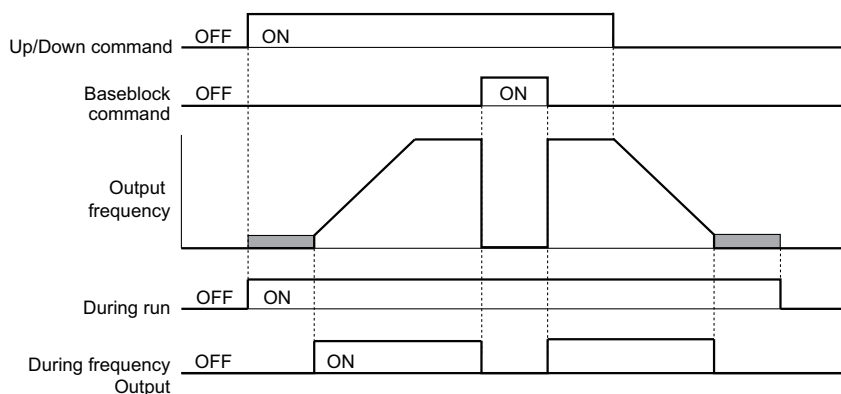 Up/Down command OFF ON
Baseblock
command
OFF ON
Output
frequency
During run OFF ON
During frequency
Output
OFF ON